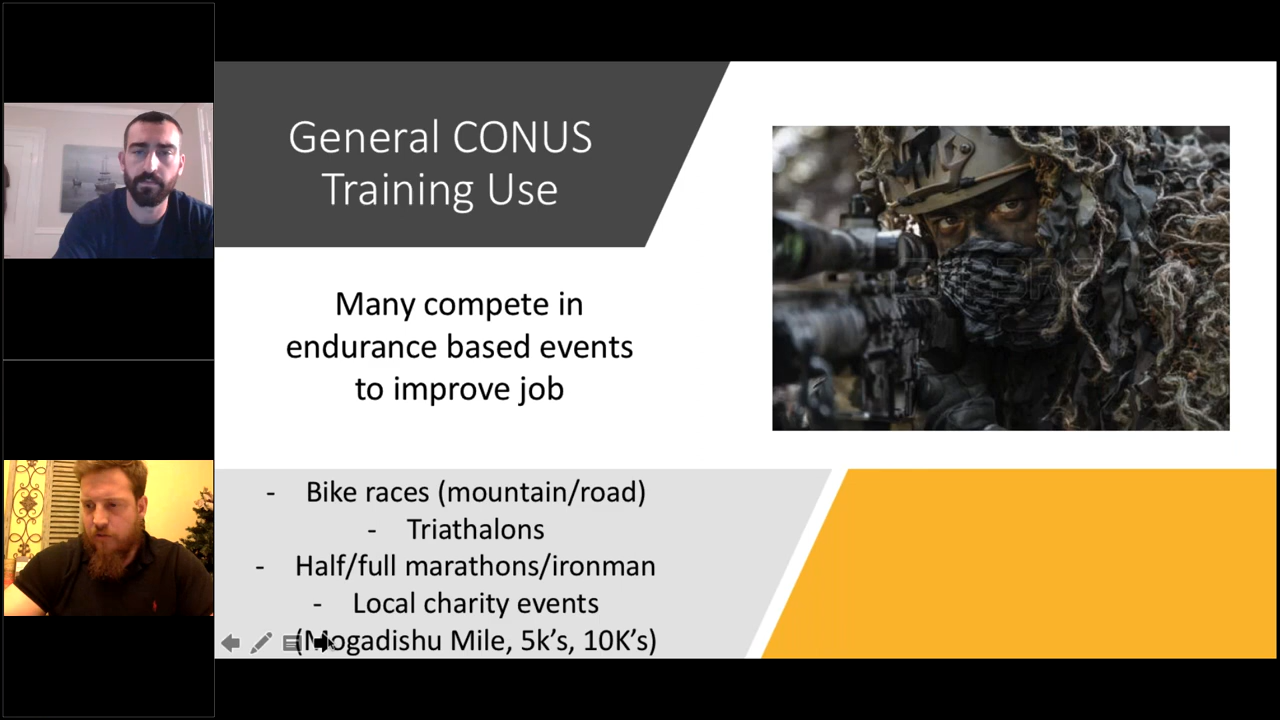 General CONUS
Training Use
Many compete in
endurance based events
to improve job
- Bike races (mountain/road)
- Triathalons
- Half/full marathons/ironman
- Local charity events
(Mogadishu Mile, 5k's, 10K's)